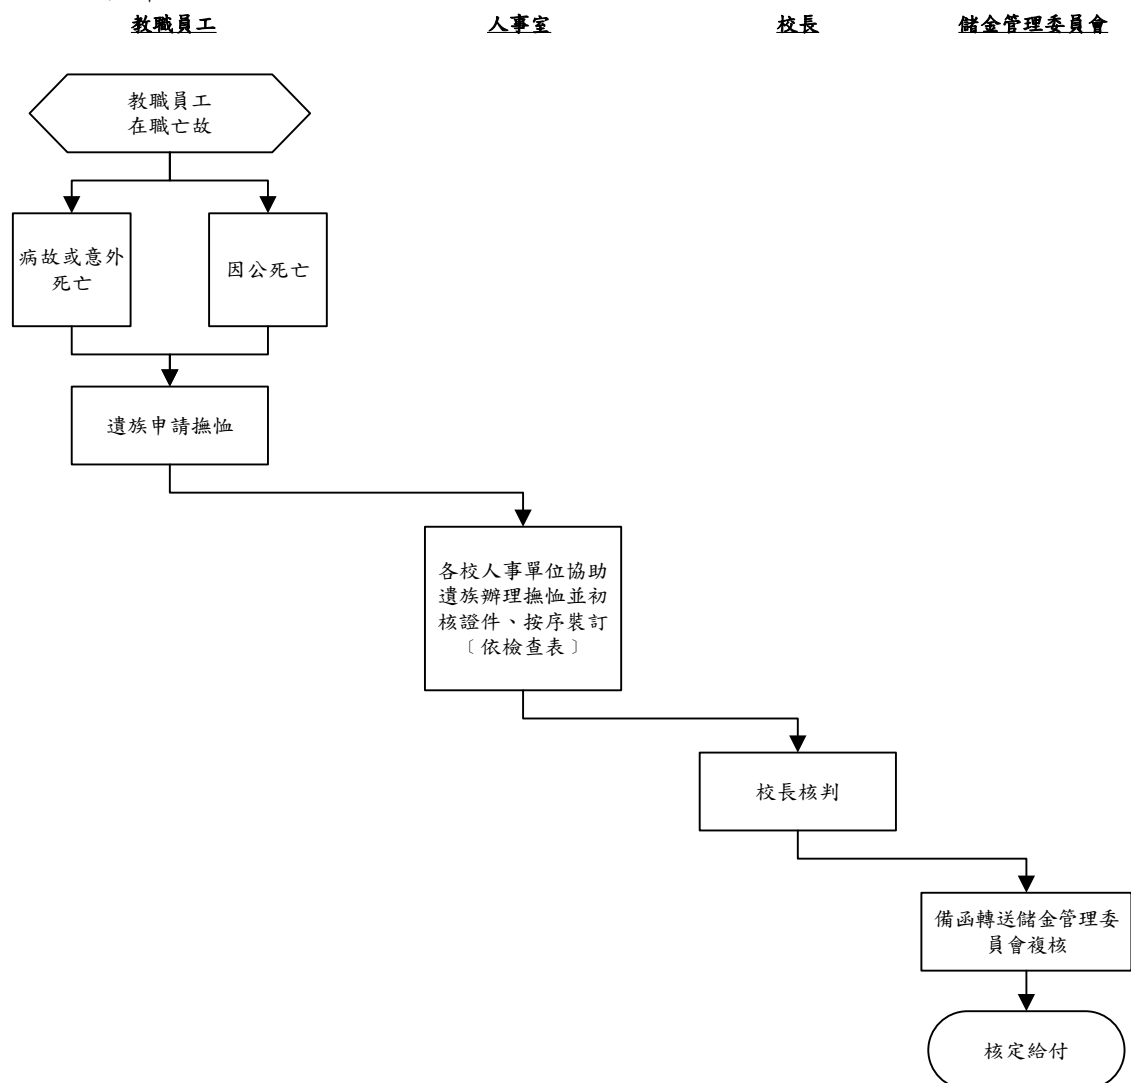 教職員工
人事室
校長
儲金管理委員會
教職員工
在職亡故
病故或意外
死亡
因公死亡
遺族申請撫恤
各校人事單位協助
遺族辦理撫恤並初
核證件、按序裝訂
﹝依檢查表﹞
校長核判
備函轉送儲金管理委
員會複核
核定給付